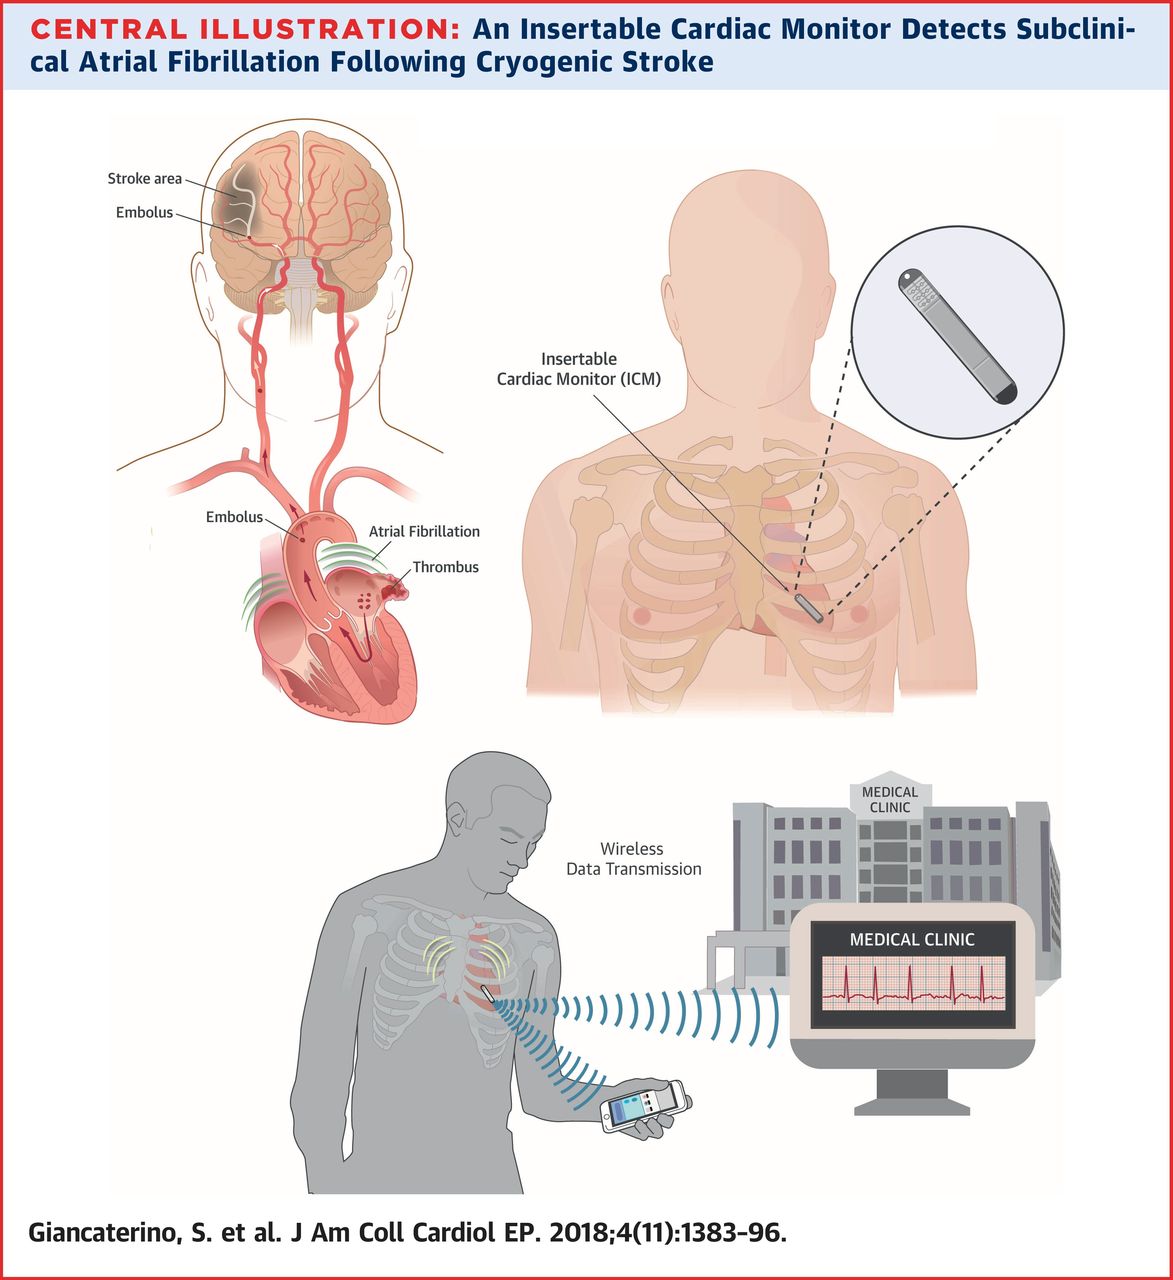 CENTRAL ILLUSTRATION: An Insertable Cardiac Monitor Detects Subclini-
cal Atrial Fibrillation Following Cryogenic Stroke
Stroke area
Embolus
Insertable
Cardiac Monitor (ICM)
Embolus
Atrial Fibrillation
Thrombus
MEDICAL
CLINIC
Wireless
Data Transmission
MEDICAL CLINIC
Giancaterino, S. et al. J Am Coll Cardiol EP. 2018;4(11):1383–96.